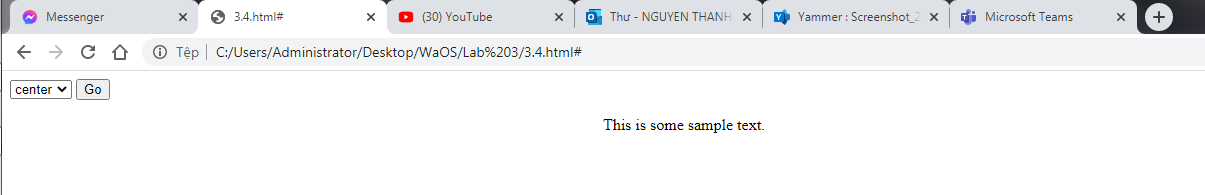 Messenger
3.4.html#
(30) YouTube
Thư - NGUYEN THANH
Yammer : Screenshot_2
Microsoft Teams
Tệp C:/Users/Administrator/Desktop/WaOS/Lab%203/3.4.html#
center Go
This is some sample text.